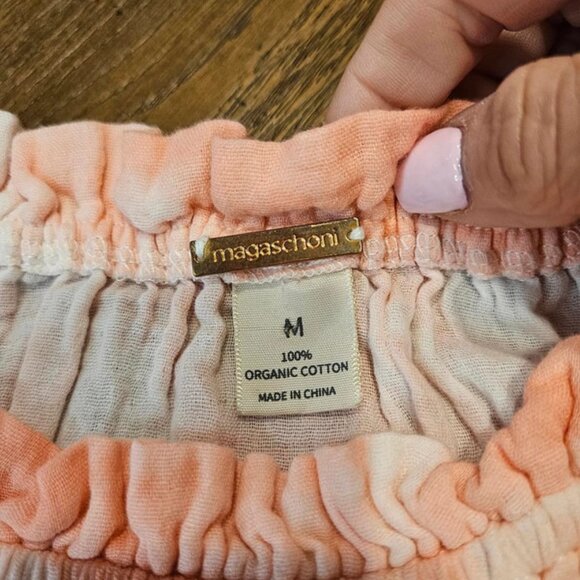 magaschoni
M
100%
ORGANIC COTTON
MADE IN CHINA